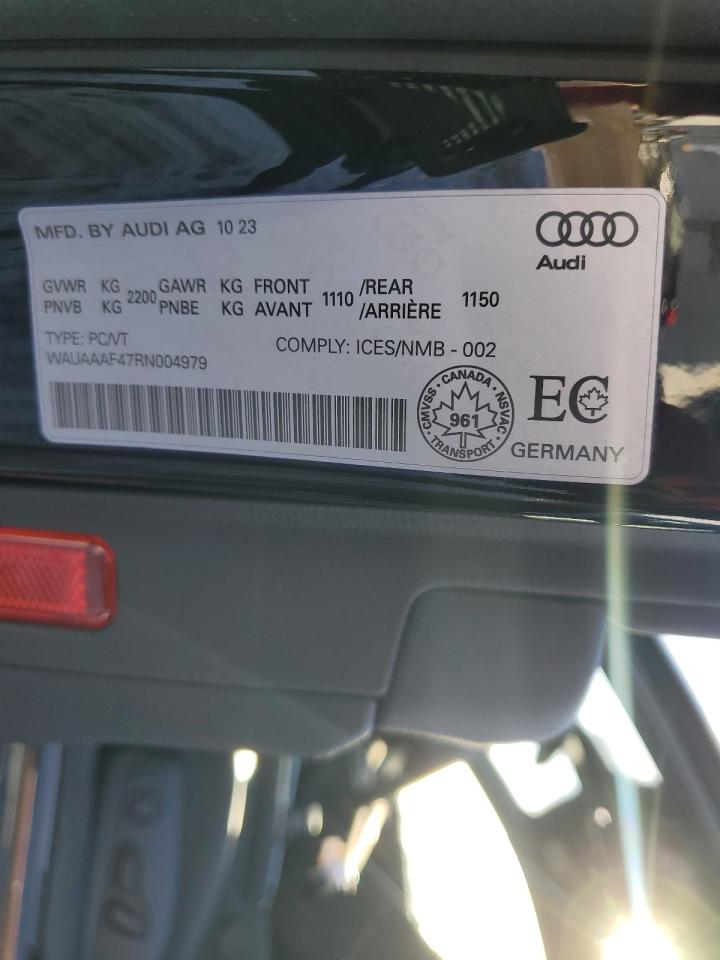 MFD. BY AUDI AG 10 23
Audi
GVWR KG 2200 GAWR KG FRONT 1110 /REAR 1150
PNVB KG PNBE KG AVANT /ARRIÈRE
TYPE: PC/VT
COMPLY: ICES/NMB - 002
WAUAAAF47RN004979
CMVSS · CANADA · NSVAC
961
TRANSPORT
EC
GERMANY